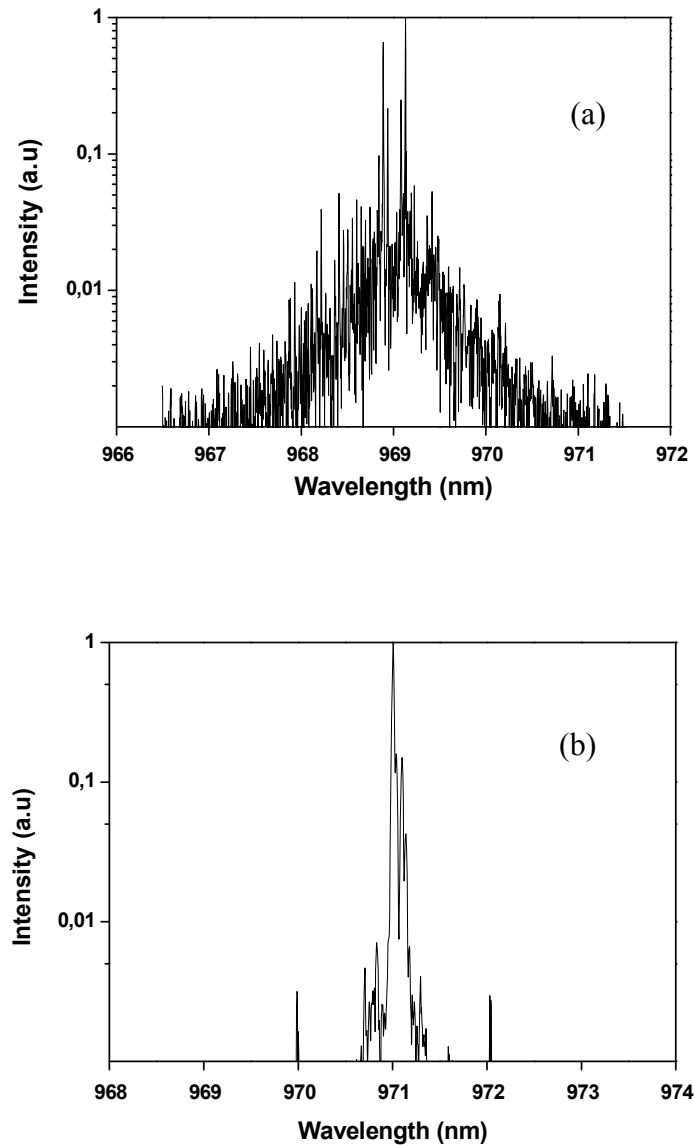 1
(a)
0,1
Intensity (a.u)
0,01
966 967 968 969 970 971 972
Wavelength (nm)
1
(b)
0,1
Intensity (a.u)
0,01
968 969 970 971 972 973 974
Wavelength (nm)